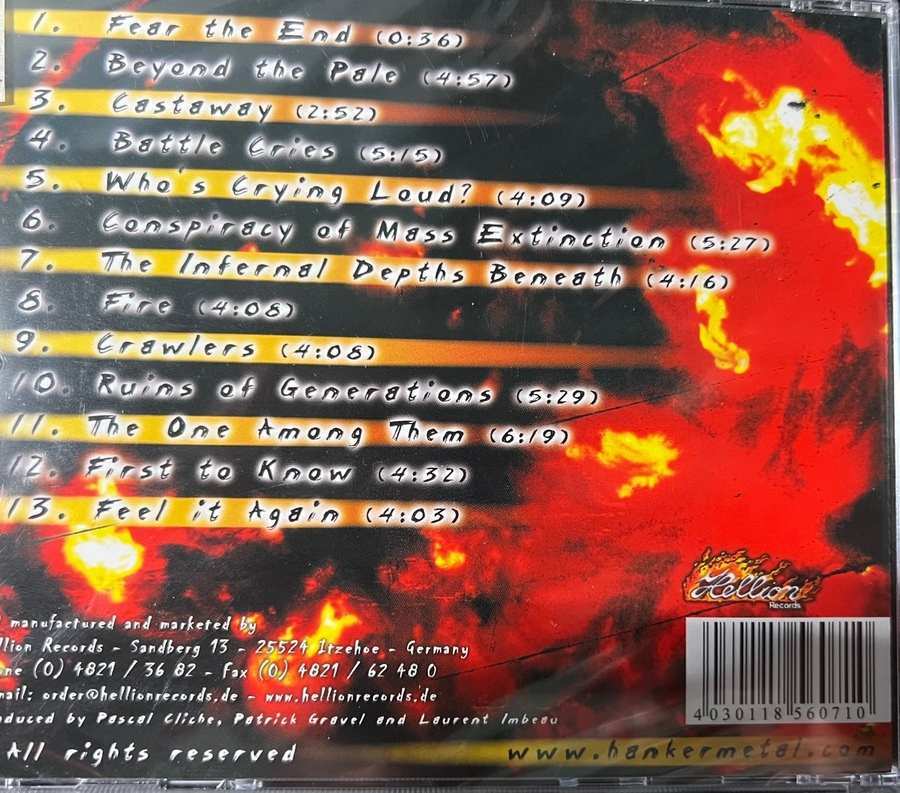 1. Fear the End (0:36)
2. Beyond the Pale (4:57)
3. Castaway (2:52)
4. Battle Cries (5:15)
5. Who's Crying Loud? (4:09)
6. Conspiracy of Mass Extinction (5:27)
7. The Infernal Depths Beneath (4:16)
8. Fire (4:08)
9. Crawlers (4:08)
10. Ruins of Generations (5:29)
11. The One Among Them (6:19)
12. First to Know (4:32)
13. Feel it Again (4:03)
Hellion
Records
manufactured and marketed by
llion Records - Sandberg 13 - 25524 Itzehoe - Germany
one (0) 4821 / 36 82 - Fax (0) 4821 / 62 48 0
mail: order@hellionrecords.de - www.hellionrecords.de
oduced by Pascal Cliche, Patrick Gravel and Laurent Imbeau
4 030118 560710
All rights reserved
www.hankermetal.com